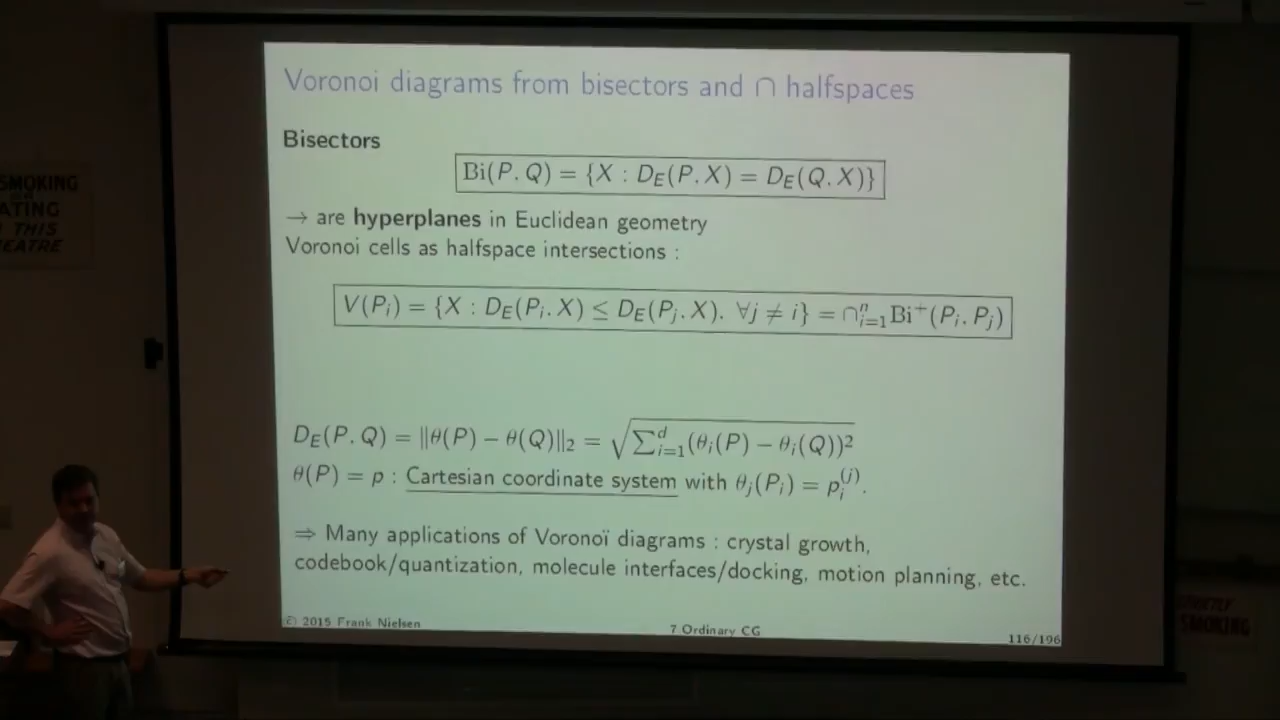 Voronoi diagrams from bisectors and ∩ halfspaces
Bisectors
Bi(P, Q) = {X : D_E(P, X) = D_E(Q, X)}
→ are hyperplanes in Euclidean geometry
Voronoi cells as halfspace intersections :
V(P_i) = {X : D_E(P_i, X) ≤ D_E(P_j, X), ∀j ≠ i} = ∩_{i=1}^n Bi^+(P_i, P_j)
D_E(P, Q) = ‖θ(P) − θ(Q)‖_2 = √(∑_{i=1}^d (θ_i(P) − θ_i(Q))^2)
θ(P) = p : Cartesian coordinate system with θ_j(P_i) = p_i^{(j)}.
⇒ Many applications of Voronoï diagrams : crystal growth,
codebook/quantization, molecule interfaces/docking, motion planning, etc.
© 2015 Frank Nielsen
7 Ordinary CG
116/196
SMOKING
ATING
THIS
EATRE
SMOKING